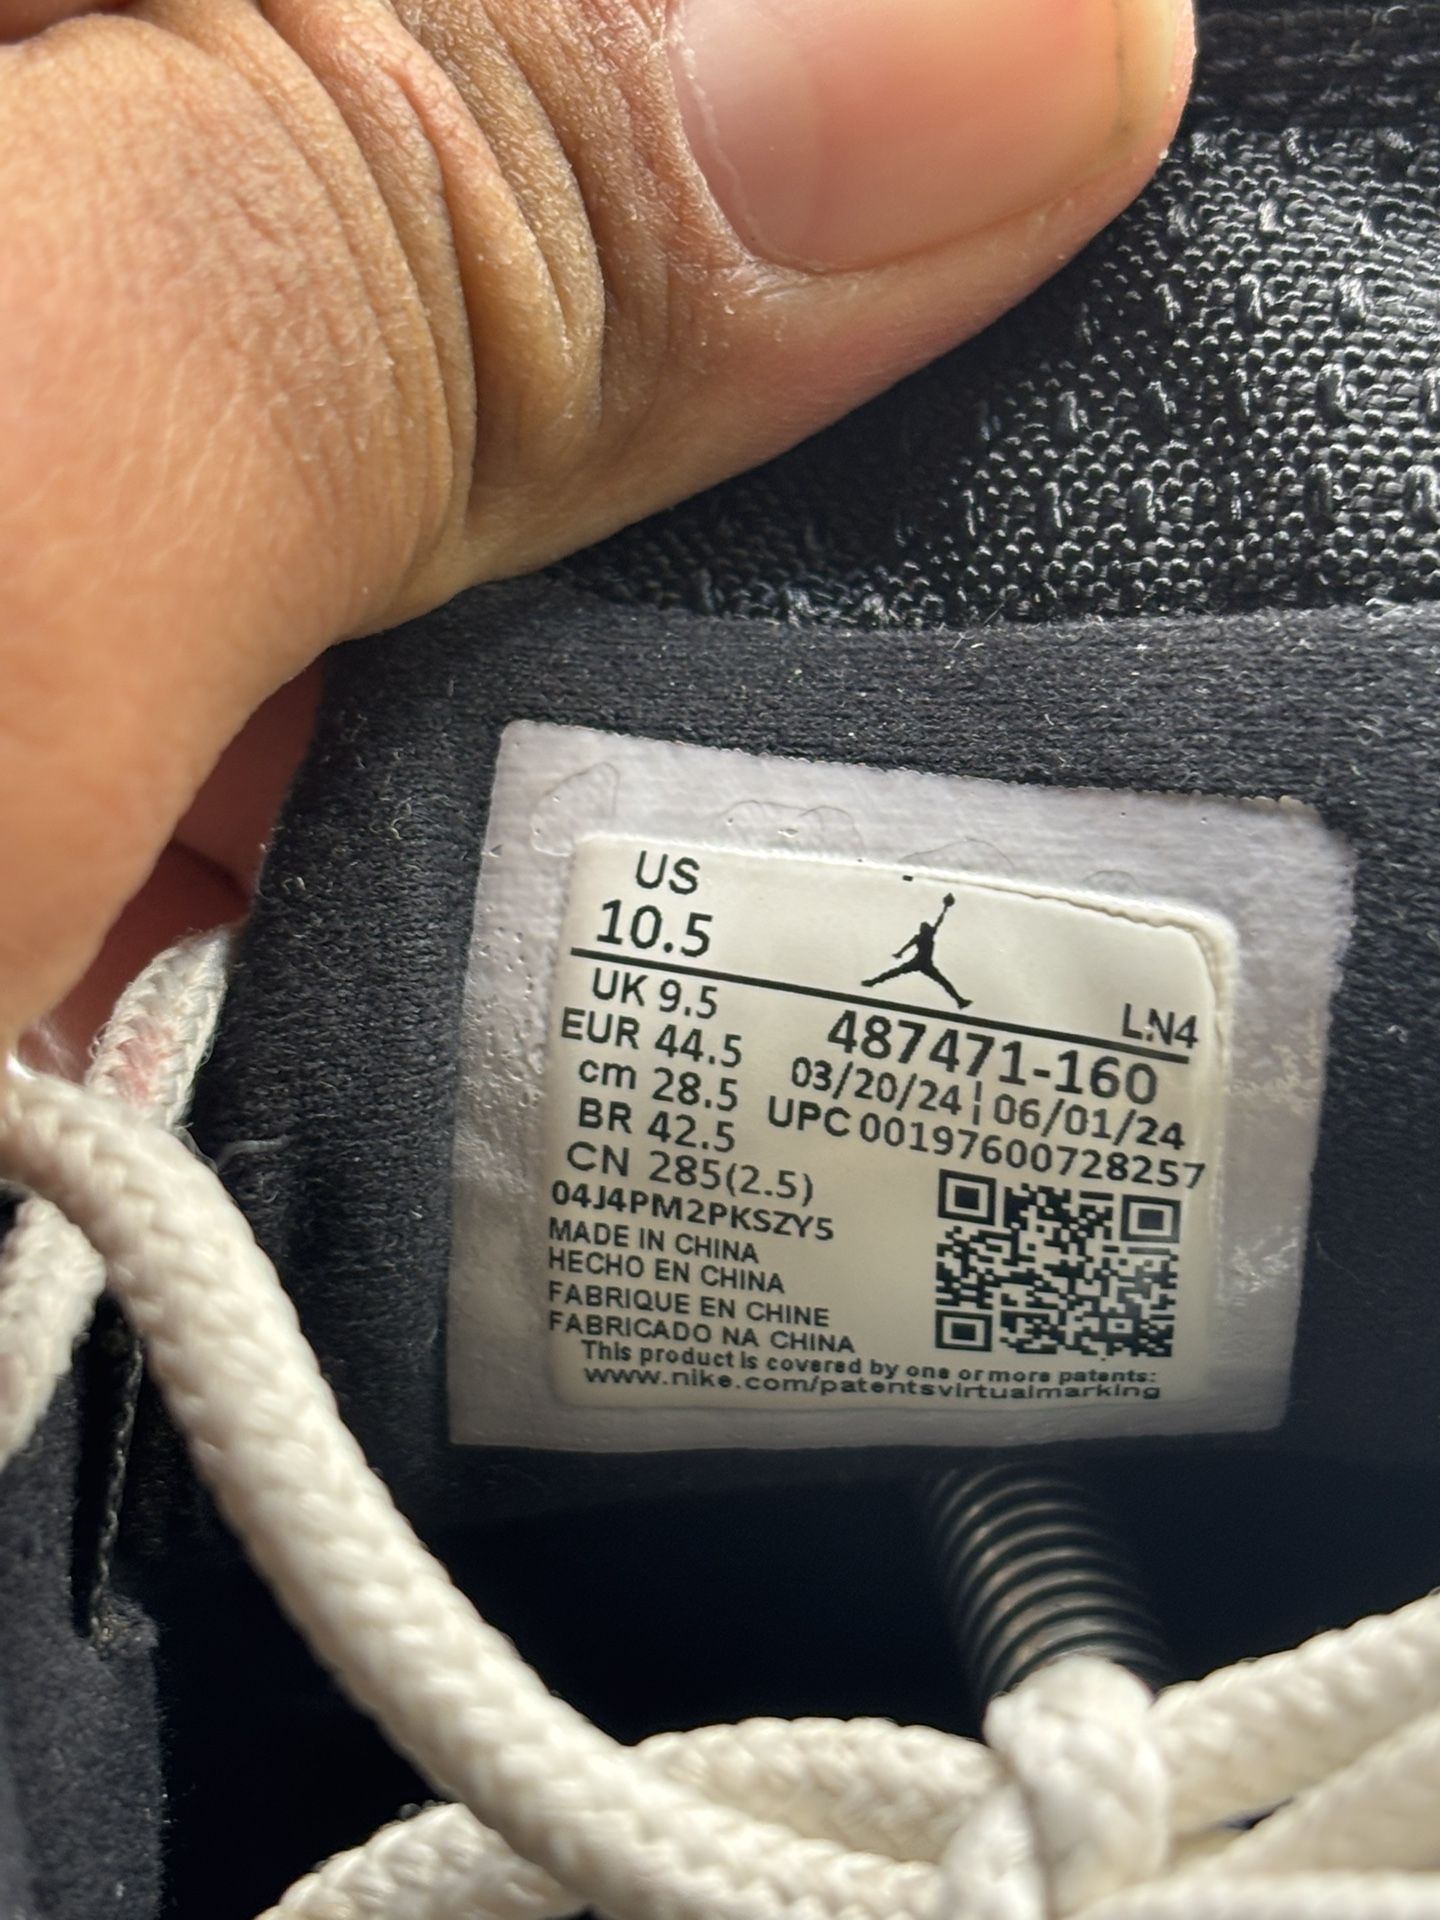 US
10.5
LN4
UK 9.5
EUR 44.5
cm 28.5
BR 42.5
CN 285(2.5)
487471-160
03/20/24 ¦ 06/01/24
UPC 00197600728257
04J4PM2PKSZY5
MADE IN CHINA
HECHO EN CHINA
FABRIQUE EN CHINE
FABRICADO NA CHINA
This product is covered by one or more patents:
www.nike.com/patentsvirtualmarking